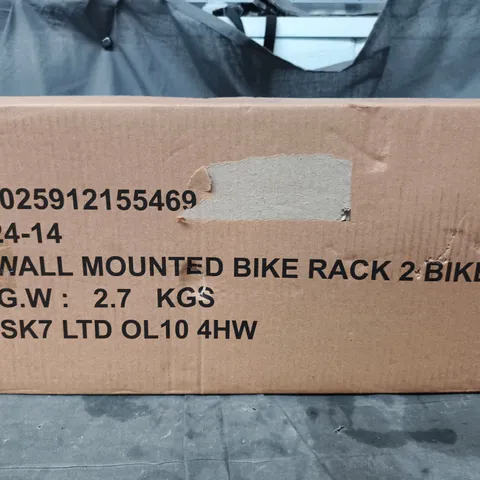 025912155469
24-14
WALL MOUNTED BIKE RACK 2 BIKE
G.W : 2.7 KGS
SK7 LTD OL10 4HW